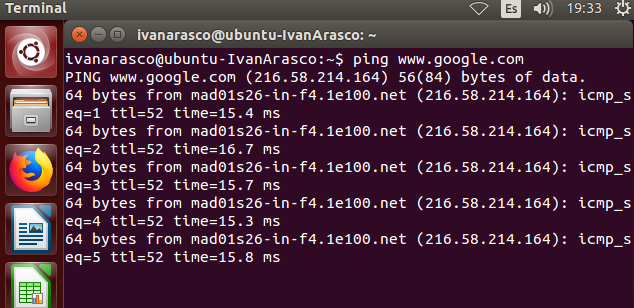 Terminal
Es
19:33
ivanarasco@ubuntu-IvanArasco: ~
ivanarasco@ubuntu-IvanArasco:~$ ping www.google.com
PING www.google.com (216.58.214.164) 56(84) bytes of data.
64 bytes from mad01s26-in-f4.1e100.net (216.58.214.164): icmp_s
eq=1 ttl=52 time=15.4 ms
64 bytes from mad01s26-in-f4.1e100.net (216.58.214.164): icmp_s
eq=2 ttl=52 time=16.7 ms
64 bytes from mad01s26-in-f4.1e100.net (216.58.214.164): icmp_s
eq=3 ttl=52 time=15.7 ms
64 bytes from mad01s26-in-f4.1e100.net (216.58.214.164): icmp_s
eq=4 ttl=52 time=15.3 ms
64 bytes from mad01s26-in-f4.1e100.net (216.58.214.164): icmp_s
eq=5 ttl=52 time=15.8 ms